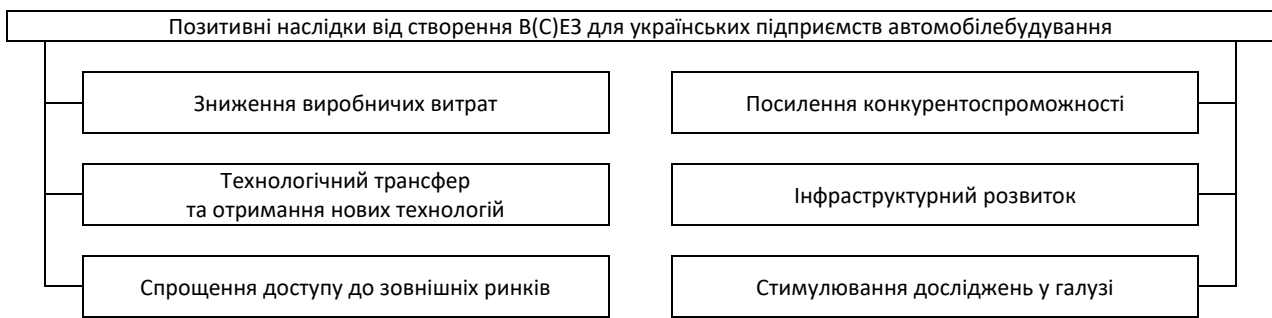 Позитивні наслідки від створення В(С)ЕЗ для українських підприємств автомобілебудування
Зниження виробничих витрат
Посилення конкурентоспроможності
Технологічний трансфер
та отримання нових технологій
Інфраструктурний розвиток
Спрощення доступу до зовнішніх ринків
Стимулювання досліджень у галузі